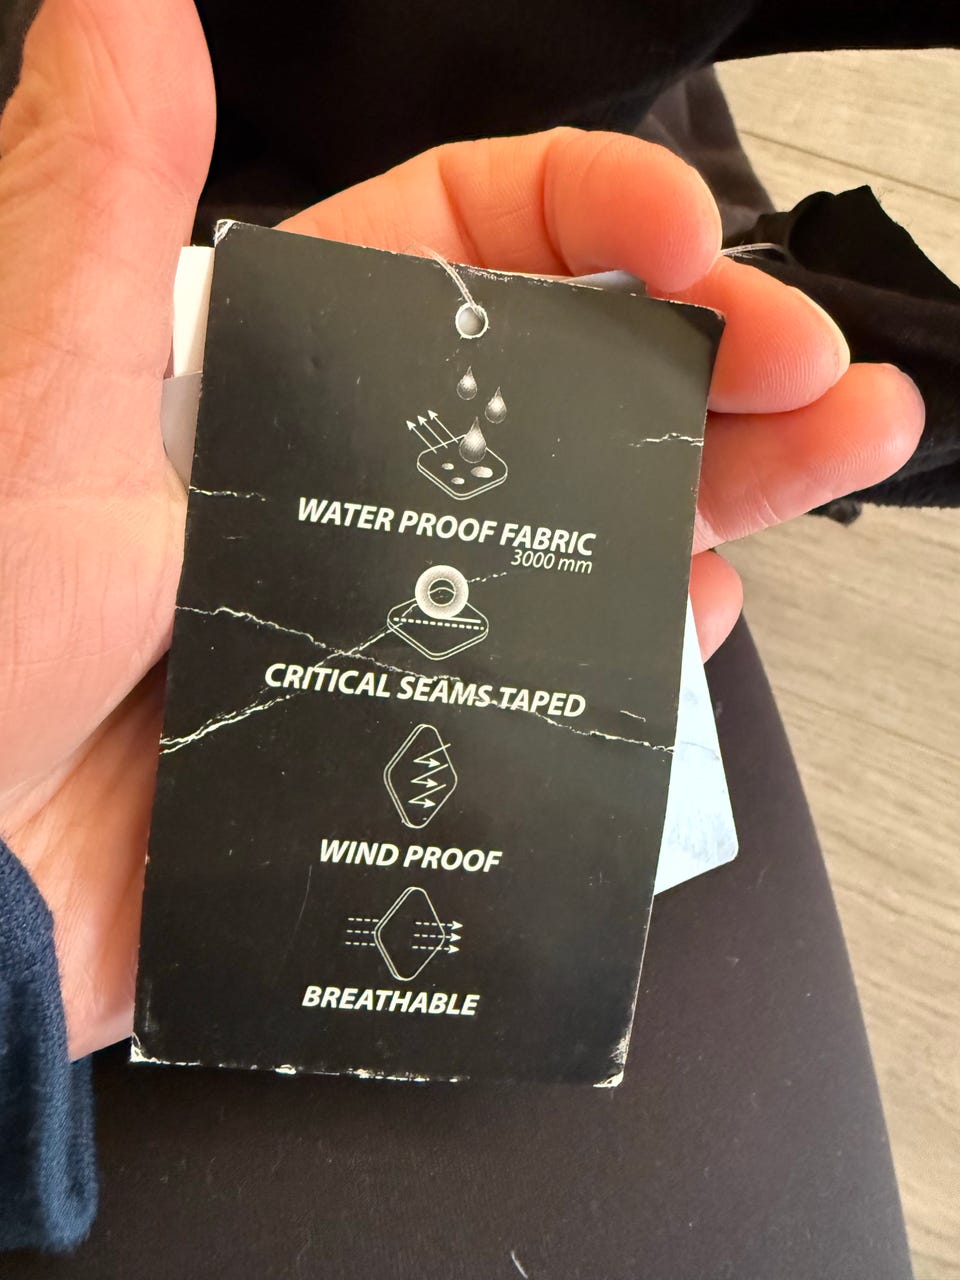 WATER PROOF FABRIC
3000 mm
CRITICAL SEAMS TAPED
WIND PROOF
BREATHABLE